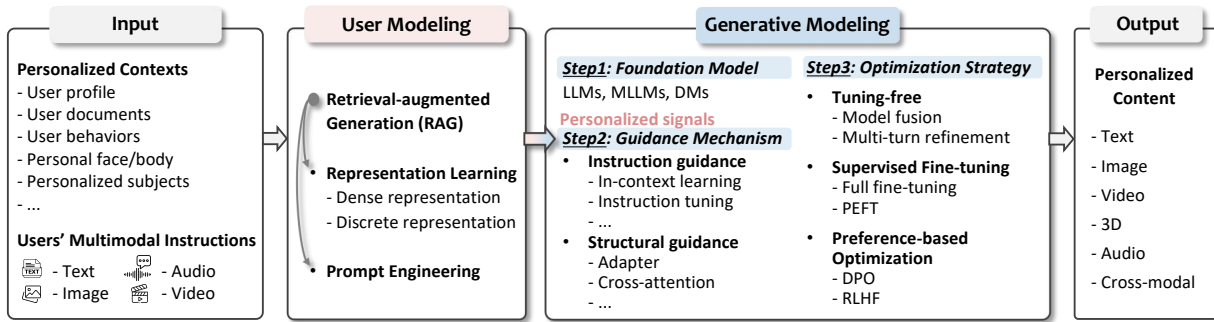 Input
Personalized Contexts
- User profile
- User documents
- User behaviors
- Personal face/body
- Personalized subjects
- ...
Users' Multimodal Instructions
TEXT - Text
- Audio
- Image
- Video
User Modeling
Retrieval-augmented
Generation (RAG)
• Representation Learning
- Dense representation
- Discrete representation
• Prompt Engineering
Generative Modeling
Step1: Foundation Model
LLMs, MLLMs, DMs
Personalized signals
Step2: Guidance Mechanism
• Instruction guidance
- In-context learning
- Instruction tuning
- ...
• Structural guidance
- Adapter
- Cross-attention
- ...
Step3: Optimization Strategy
• Tuning-free
- Model fusion
- Multi-turn refinement
• Supervised Fine-tuning
- Full fine-tuning
- PEFT
• Preference-based
Optimization
- DPO
- RLHF
Output
Personalized
Content
- Text
- Image
- Video
- 3D
- Audio
- Cross-modal